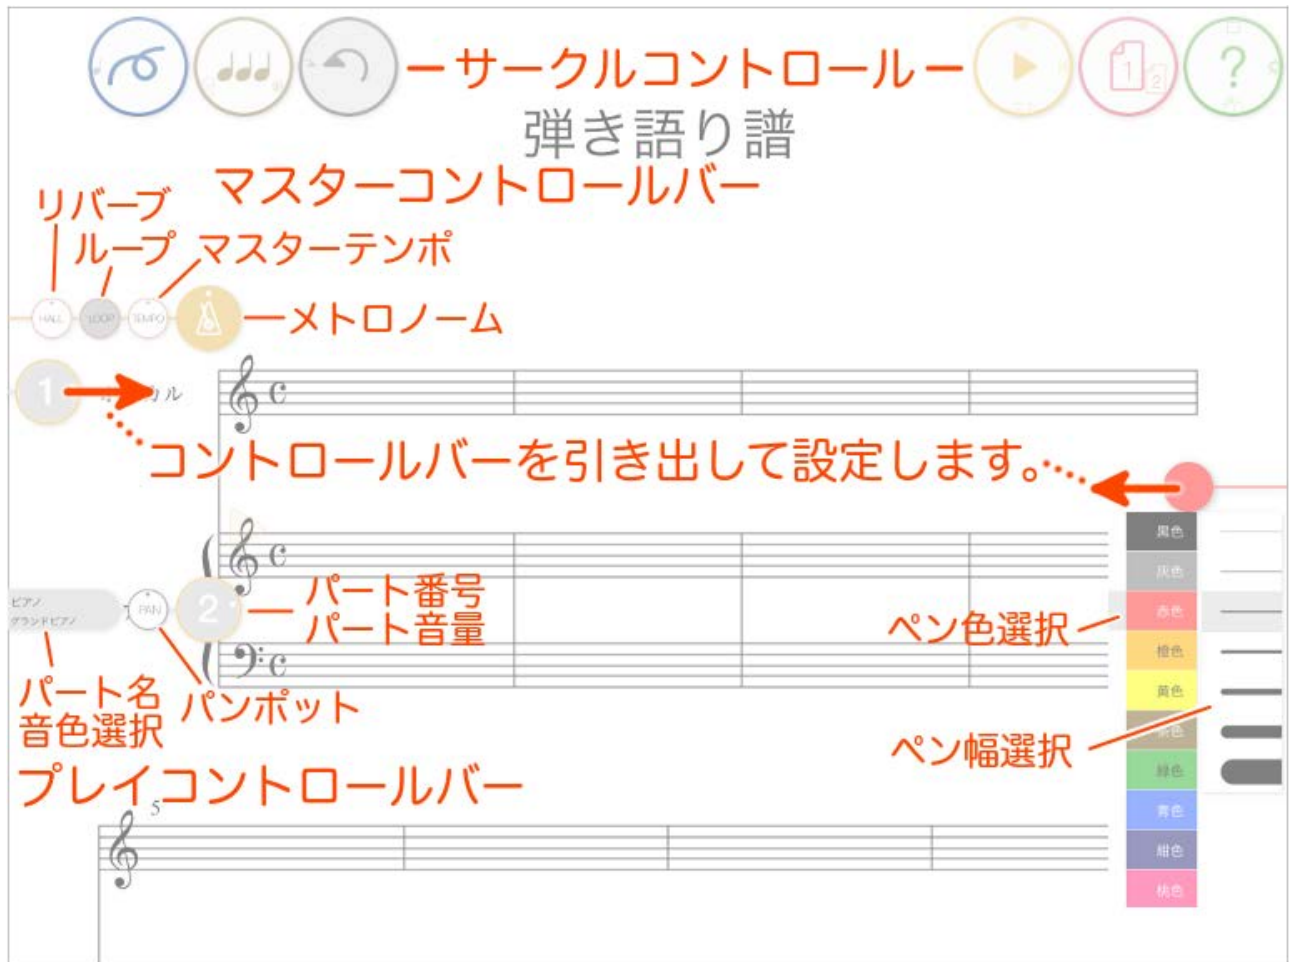 ーサークルコントロールー
1
2
?
弾き語り譜
マスターコントロールバー
リバーブ
ループ
マスターテンポ
HALL
LOOP
TEMPO
メトロノーム
1
カル
コントロールバーを引き出して設定します。
黒色
灰色
赤色
橙色
黄色
茶色
緑色
青色
紺色
桃色
ピアノ
グランドピアノ
PAN
2
パート番号
パート音量
ペン色選択
パート名
音色選択
パンポット
ペン幅選択
プレイコントロールバー
5